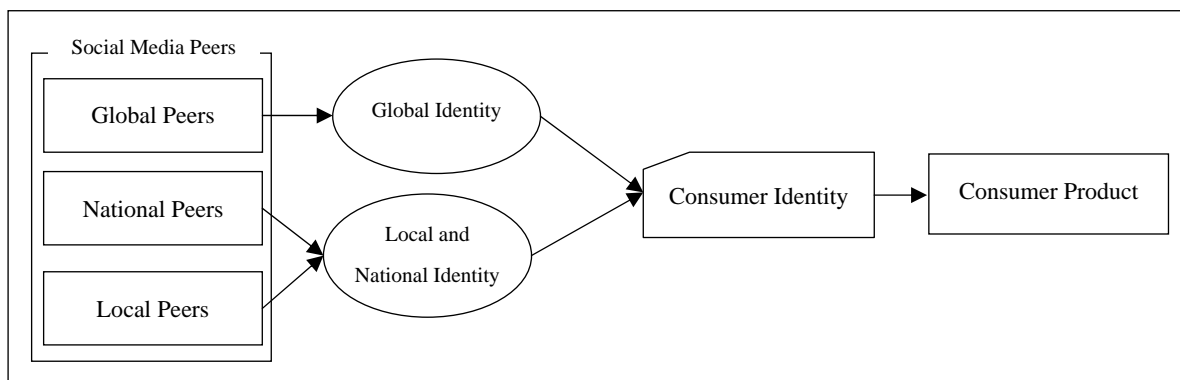 Social Media Peers
Global Peers
National Peers
Local Peers
Global Identity
Local and
National Identity
Consumer Identity
Consumer Product